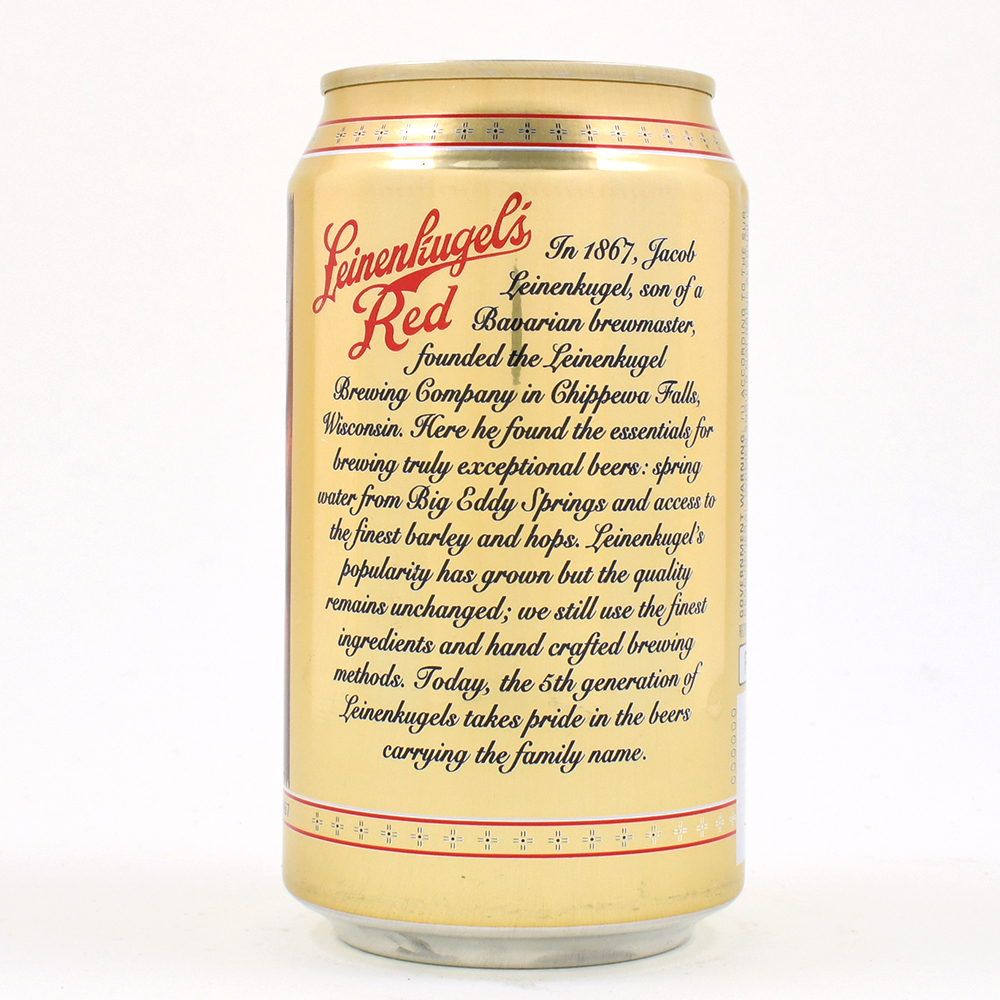 Leinenkugel's
Red
In 1867, Jacob
Leinenkugel, son of a
Bavarian brewmaster,
founded the Leinenkugel
Brewing Company in Chippewa Falls,
Wisconsin. Here he found the essentials for
brewing truly exceptional beers: spring
water from Big Eddy Springs and access to
the finest barley and hops. Leinenkugel's
popularity has grown but the quality
remains unchanged; we still use the finest
ingredients and hand crafted brewing
methods. Today, the 5th generation of
Leinenkugels takes pride in the beers
carrying the family name.
GOVERNMENT WARNING: (1) ACCORDING TO THE SUR